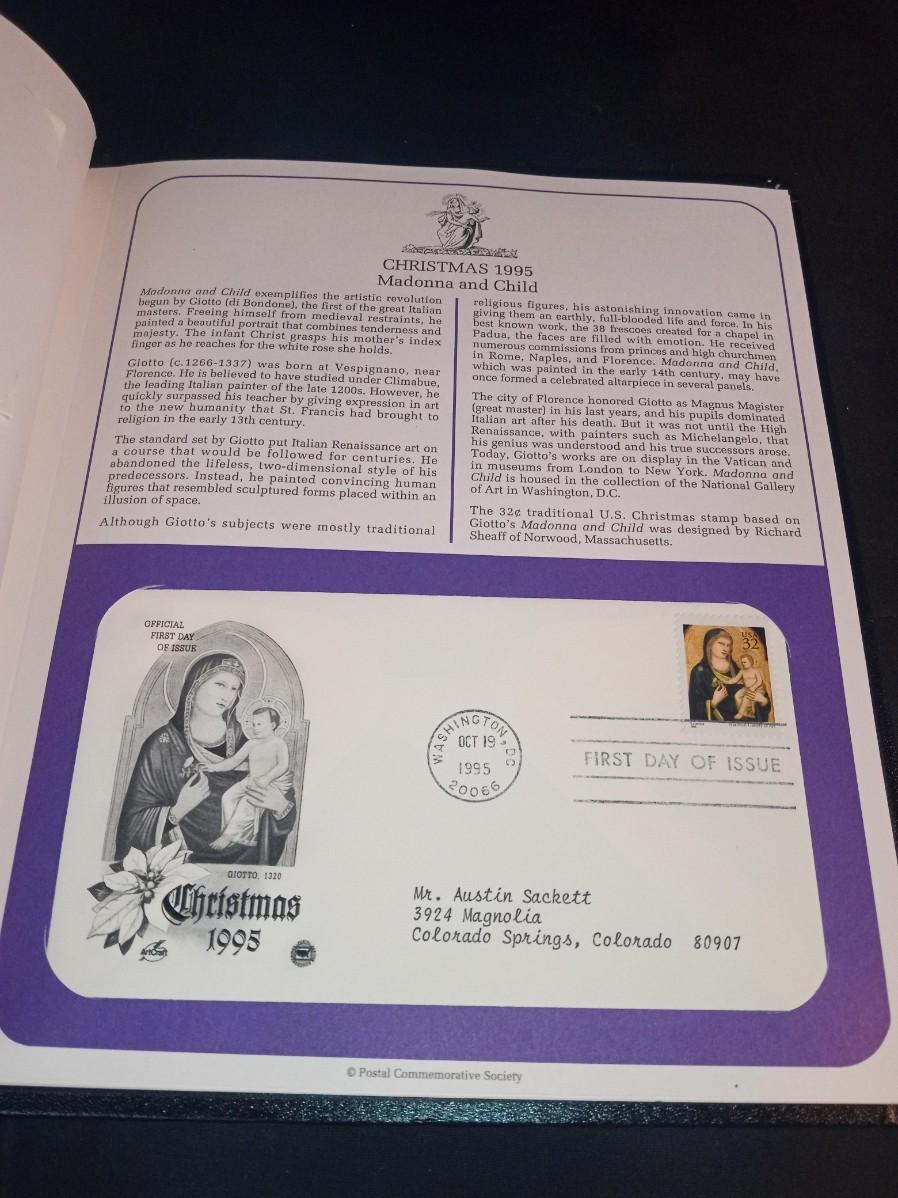 CHRISTMAS 1995
Madonna and Child
Madonna and Child exemplifies the artistic revolution
begun by Giotto (di Bondone), the first of the great Italian
masters. Freeing himself from medieval restraints, he
painted a beautiful portrait that combines tenderness and
majesty. The infant Christ grasps his mother's index
finger as he reaches for the white rose she holds.
Giotto (c.1266-1337) was born at Vespignano, near
Florence. He is believed to have studied under Climabue,
the leading Italian painter of the late 1200s. However, he
quickly surpassed his teacher by giving expression in art
to the new humanity that St. Francis had brought to
religion in the early 13th century.
The standard set by Giotto put Italian Renaissance art on
a course that would be followed for centuries. He
abandoned the lifeless, two-dimensional style of his
predecessors. Instead, he painted convincing human
figures that resembled sculptured forms placed within an
illusion of space.
Although Giotto's subjects were mostly traditional
religious figures, his astonishing innovation came in
giving them an earthly, full-blooded life and force. In his
best known work, the 38 frescoes created for a chapel in
Padua, the faces are filled with emotion. He received
numerous commissions from princes and high churchmen
in Rome, Naples, and Florence. Madonna and Child,
which was painted in the early 14th century, may have
once formed a celebrated altarpiece in several panels.
The city of Florence honored Giotto as Magnus Magister
(great master) in his last years, and his pupils dominated
Italian art after his death. But it was not until the High
Renaissance, with painters such as Michelangelo, that
his genius was understood and his true successors arose.
Today, Giotto's works are on display in the Vatican and
in museums from London to New York. Madonna and
Child is housed in the collection of the National Gallery
of Art in Washington, D.C.
The 32¢ traditional U.S. Christmas stamp based on
Giotto's Madonna and Child was designed by Richard
Sheaff of Norwood, Massachusetts.
OFFICIAL
FIRST DAY
OF ISSUE
USA
32
WASHINGTON, DC
OCT 19
1995
20066
FIRST DAY OF ISSUE
GIOTTO, 1320
Christmas
1995
ArtCraft
Mr. Austin Sackett
3924 Magnolia
Colorado Springs, Colorado 80907
© Postal Commemorative Society